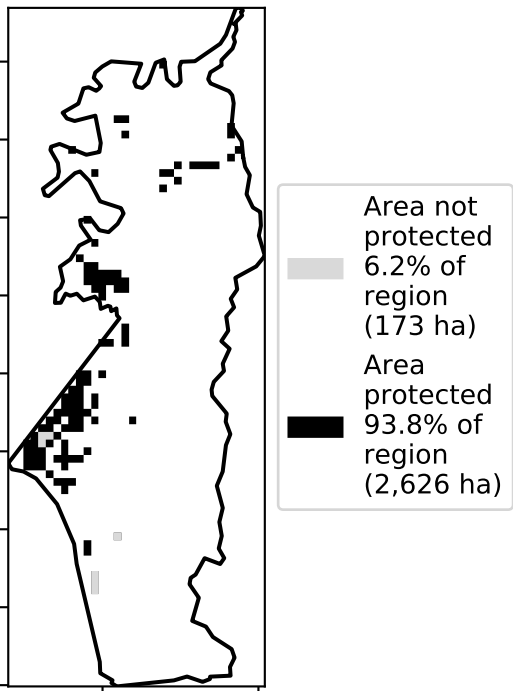 Area not
protected
6.2% of
region
(173 ha)
Area
protected
93.8% of
region
(2,626 ha)